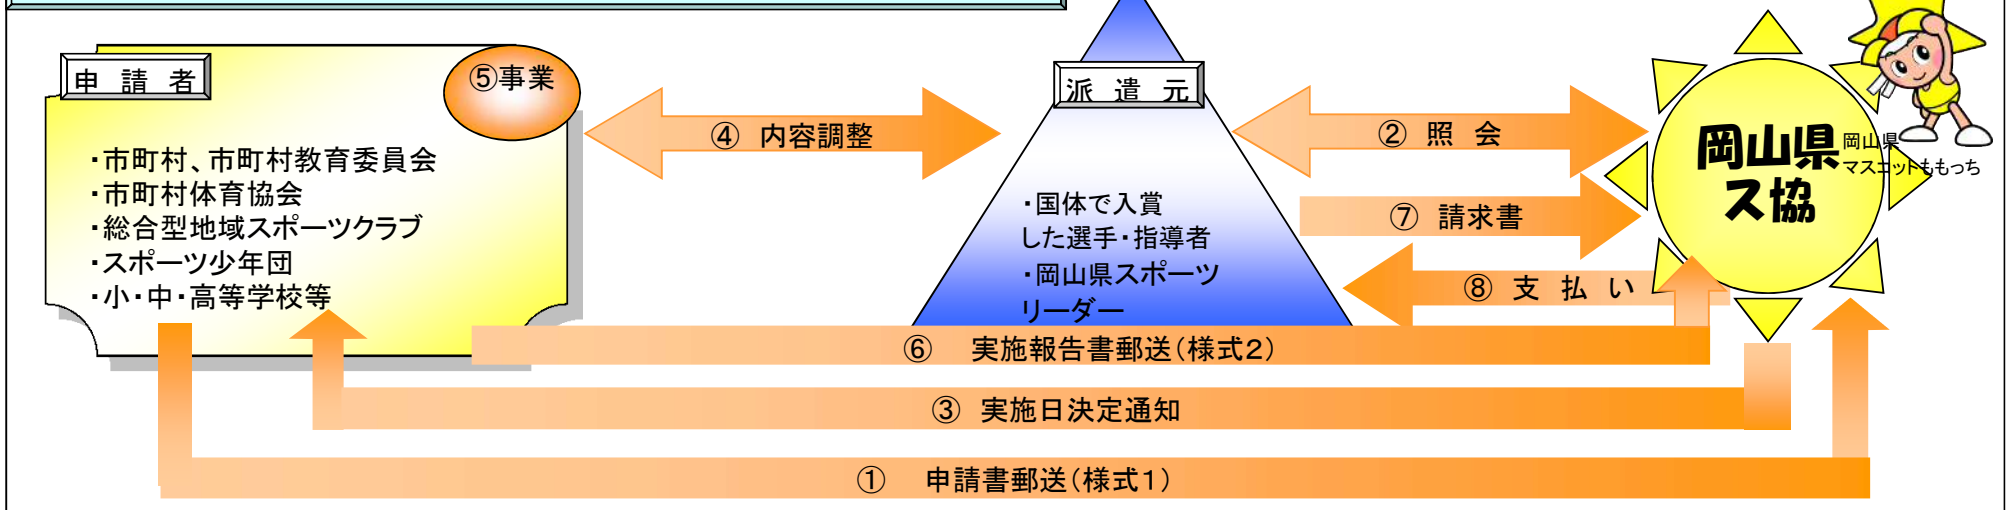 申 請 者
⑤事業
・市町村、市町村教育委員会
・市町村体育協会
・総合型地域スポーツクラブ
・スポーツ少年団
・小・中・高等学校等
④ 内容調整
派 遣 元
・国体で入賞
した選手・指導者
・岡山県スポーツ
リーダー
② 照 会
⑦ 請求書
⑧ 支 払 い
岡山県
ス協
岡山県
マスコットももっち
⑥ 実施報告書郵送(様式2)
③ 実施日決定通知
① 申請書郵送(様式1)